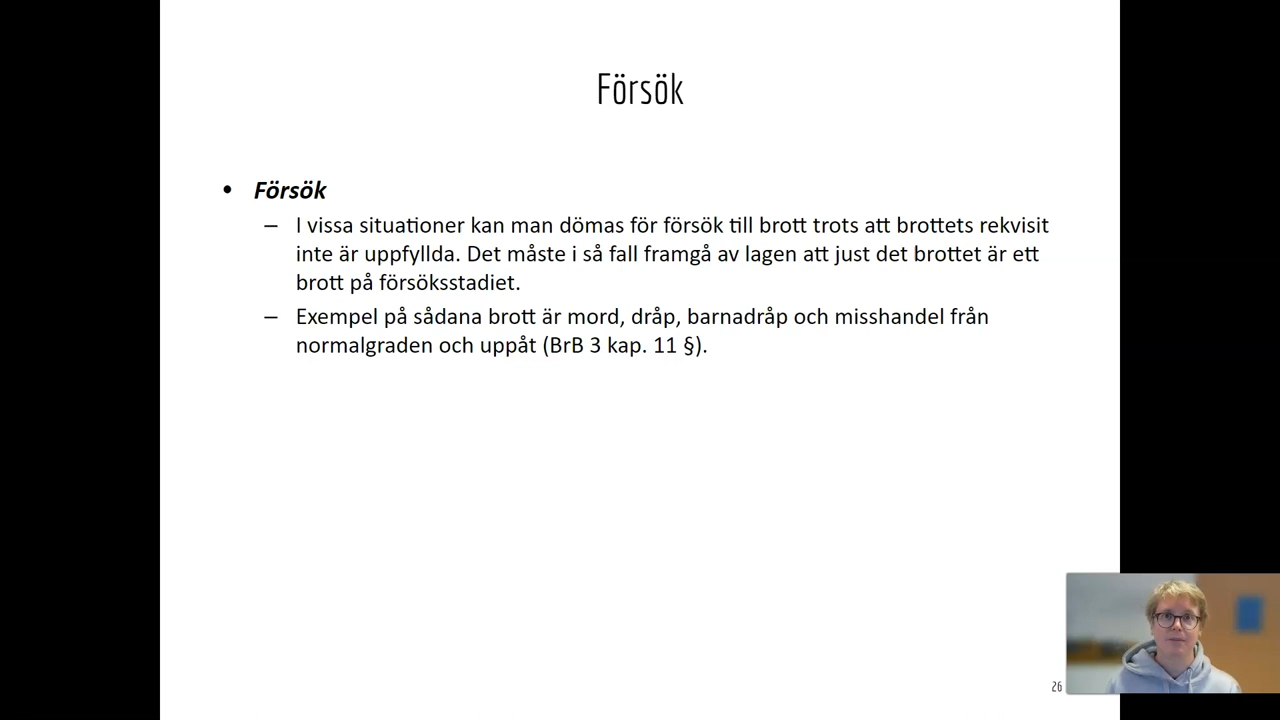 Försök
• Försök
– I vissa situationer kan man dömas för försök till brott trots att brottets rekvisit
inte är uppfyllda. Det måste i så fall framgå av lagen att just det brottet är ett
brott på försöksstadiet.
– Exempel på sådana brott är mord, dråp, barnadråp och misshandel från
normalgraden och uppåt (BrB 3 kap. 11 §).
26